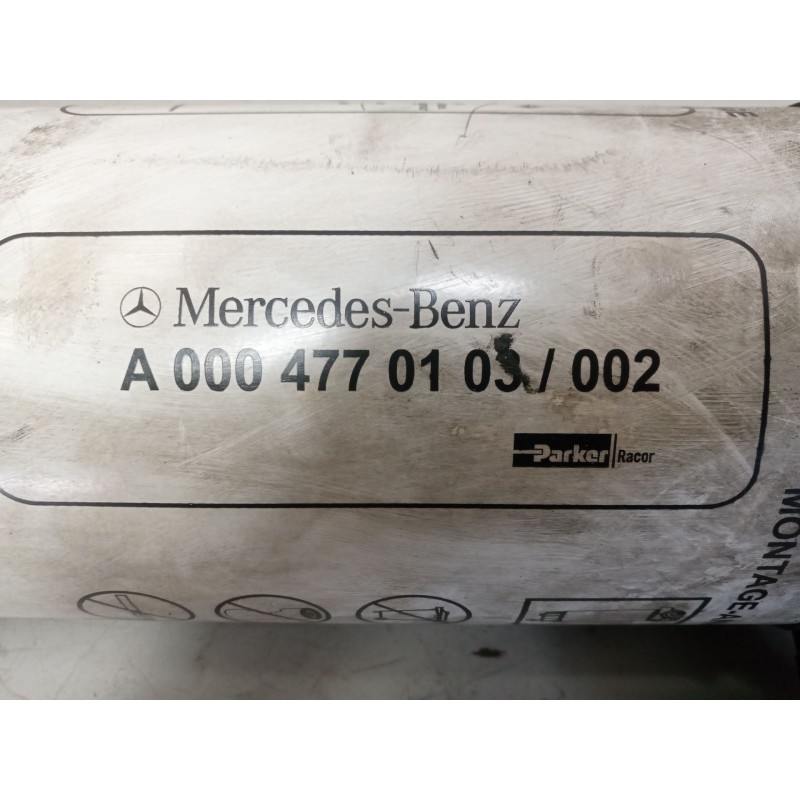 Mercedes-Benz
A 000 477 01 03 / 002
Parker Racor
MONTAGE-A